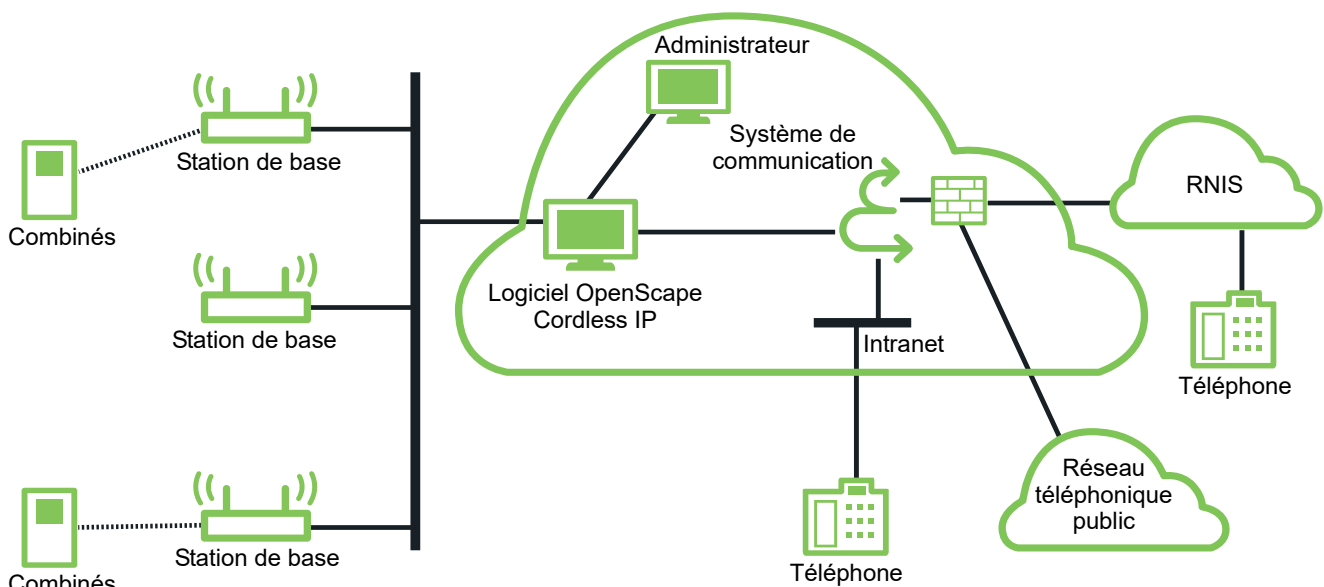 Administrateur
Système de
communication
RNIS
Station de base
Combinés
Logiciel OpenScape
Cordless IP
Station de base
Intranet
Téléphone
Réseau
téléphonique
public
Station de base
Téléphone
Combinés